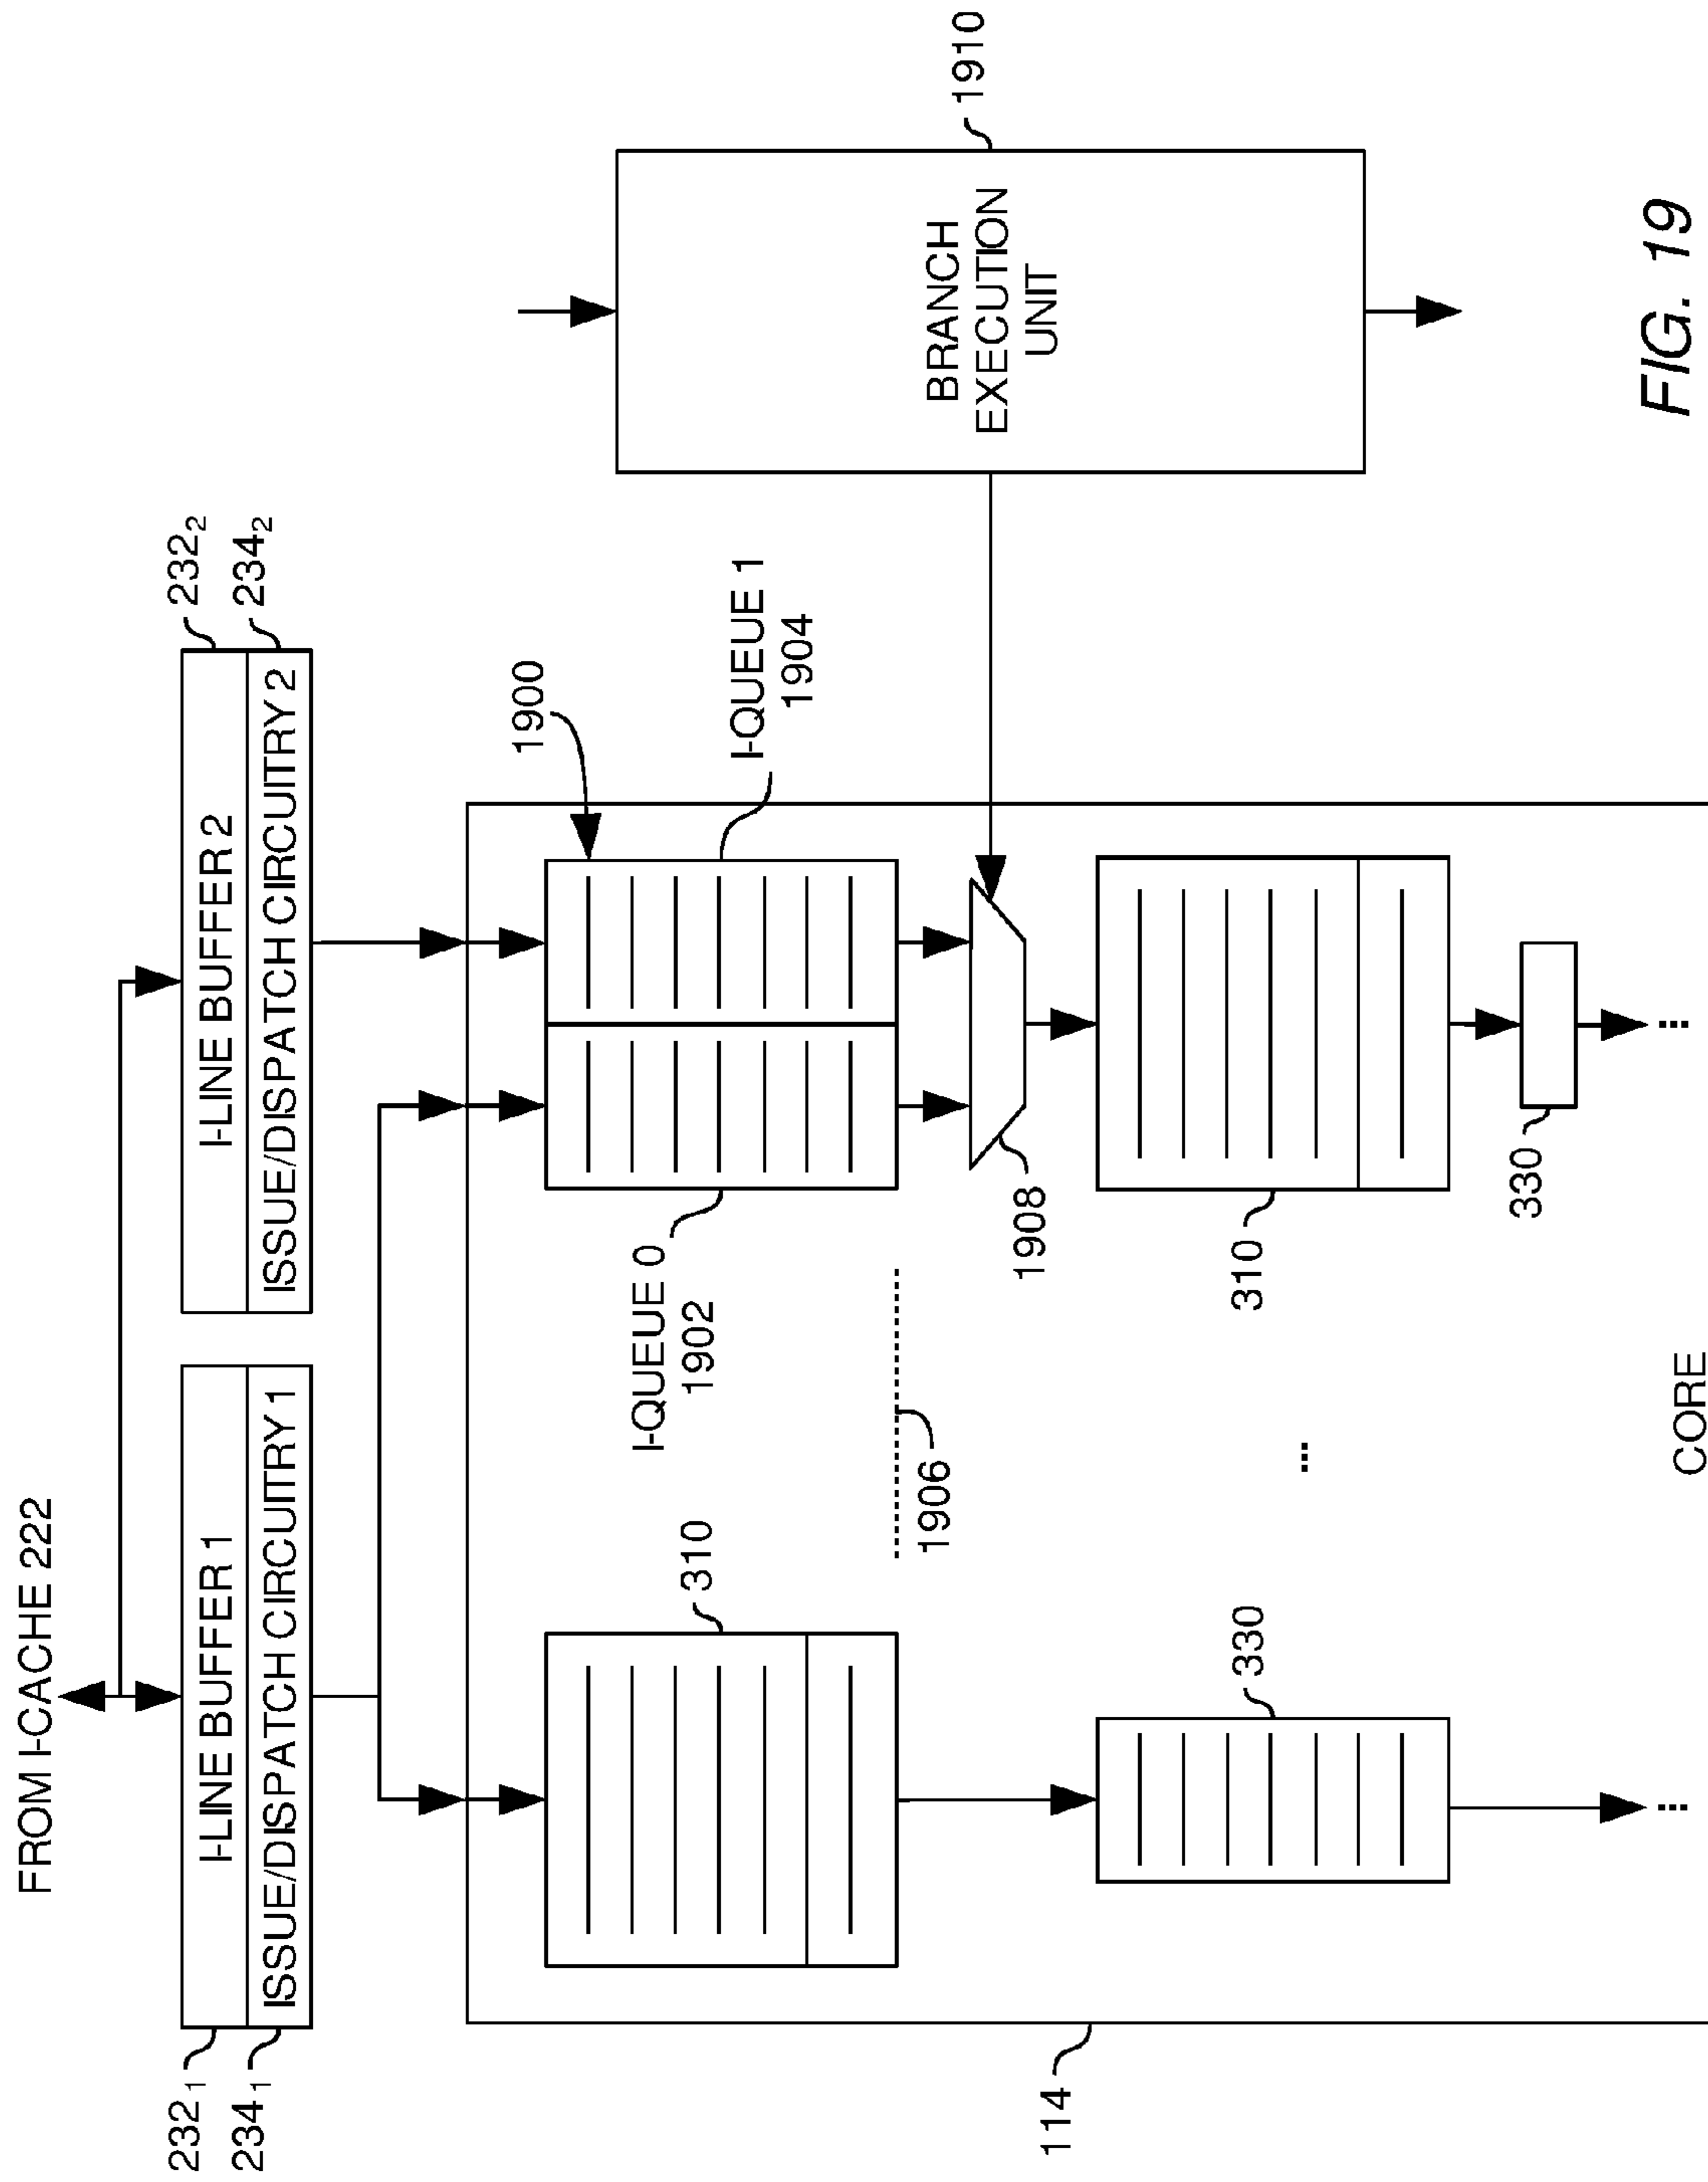 FROM I-CACHE 222
232₁
I-LINE BUFFER 1
I-LINE BUFFER 2
232₂
234₁
ISSUE/DISPATCH CIRCUITRY 1
ISSUE/DISPATCH CIRCUITRY 2
234₂
1900
310
I-QUEUE 0
1902
I-QUEUE 1
1904
1906
1908
BRANCH
EXECUTION
UNIT
1910
114
330
310
...
330
...
...
CORE
FIG. 19